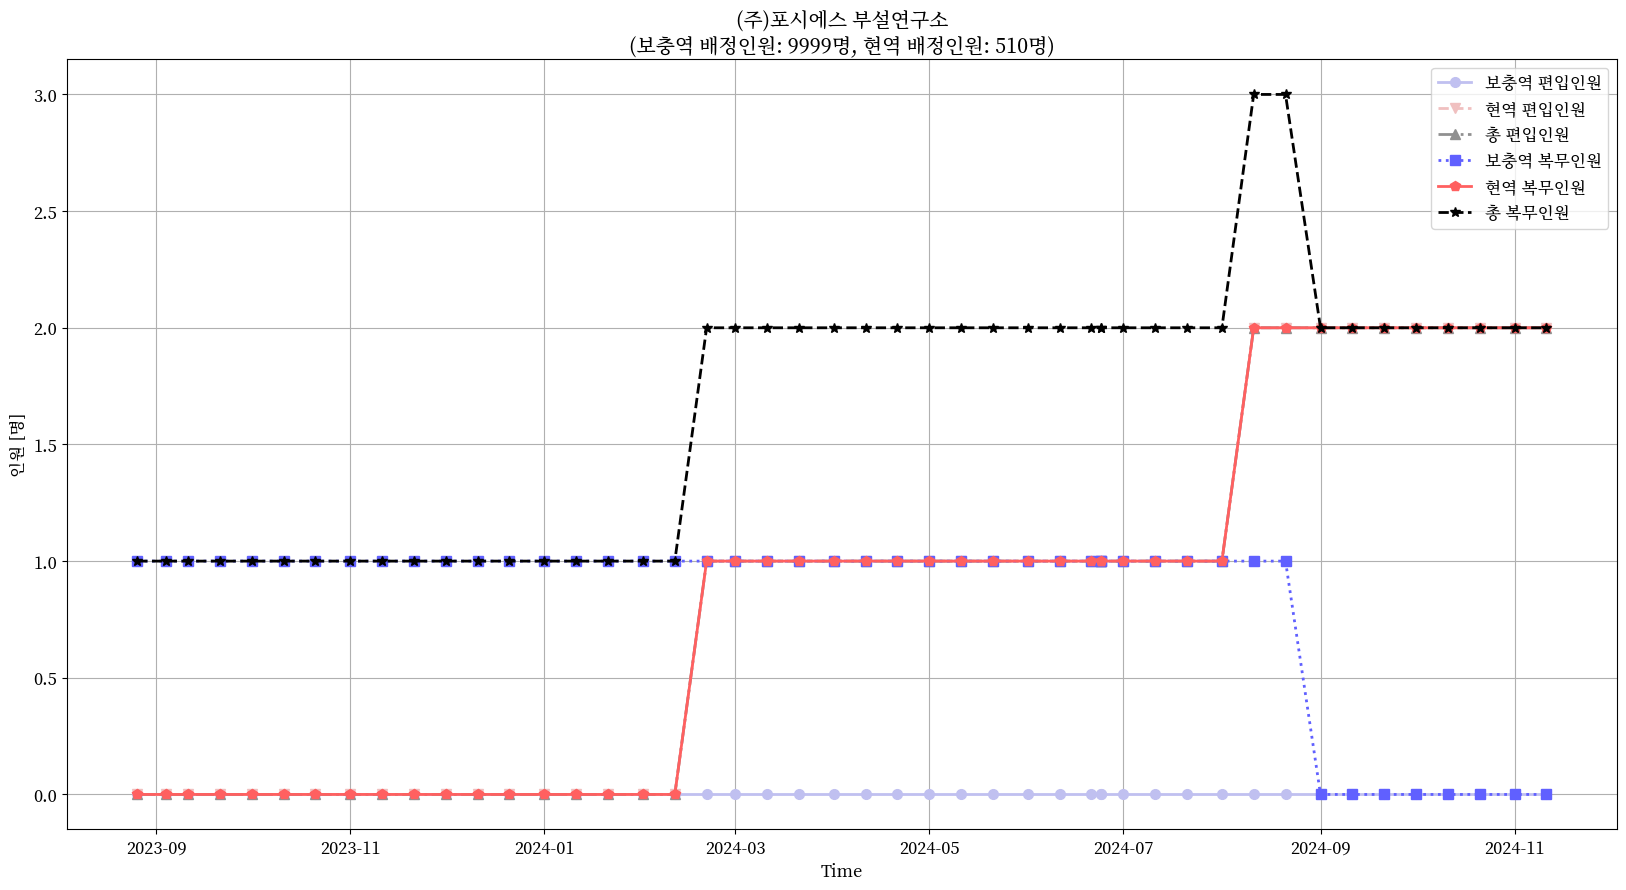 (주)포시에스 부설연구소
(보충역 배정인원: 9999명, 현역 배정인원: 510명)
보충역 편입인원
현역 편입인원
총 편입인원
보충역 복무인원
현역 복무인원
총 복무인원
인원 [명]
3.0
2.5
2.0
1.5
1.0
0.5
0.0
2023-09 2023-11 2024-01 2024-03 2024-05 2024-07 2024-09 2024-11
Time